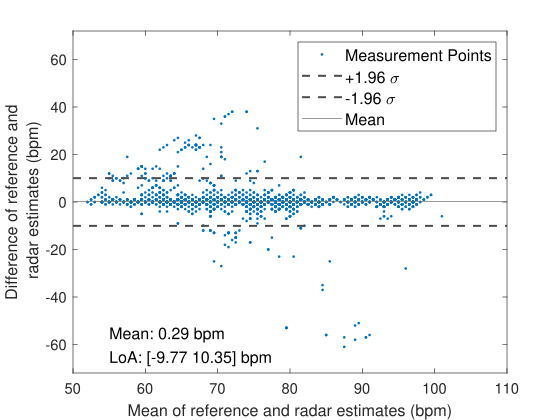 60
40
20
0
-20
-40
-60
Difference of reference and
radar estimates (bpm)
Measurement Points
+1.96 σ
-1.96 σ
Mean
Mean: 0.29 bpm
LoA: [-9.77 10.35] bpm
50 60 70 80 90 100 110
Mean of reference and radar estimates (bpm)